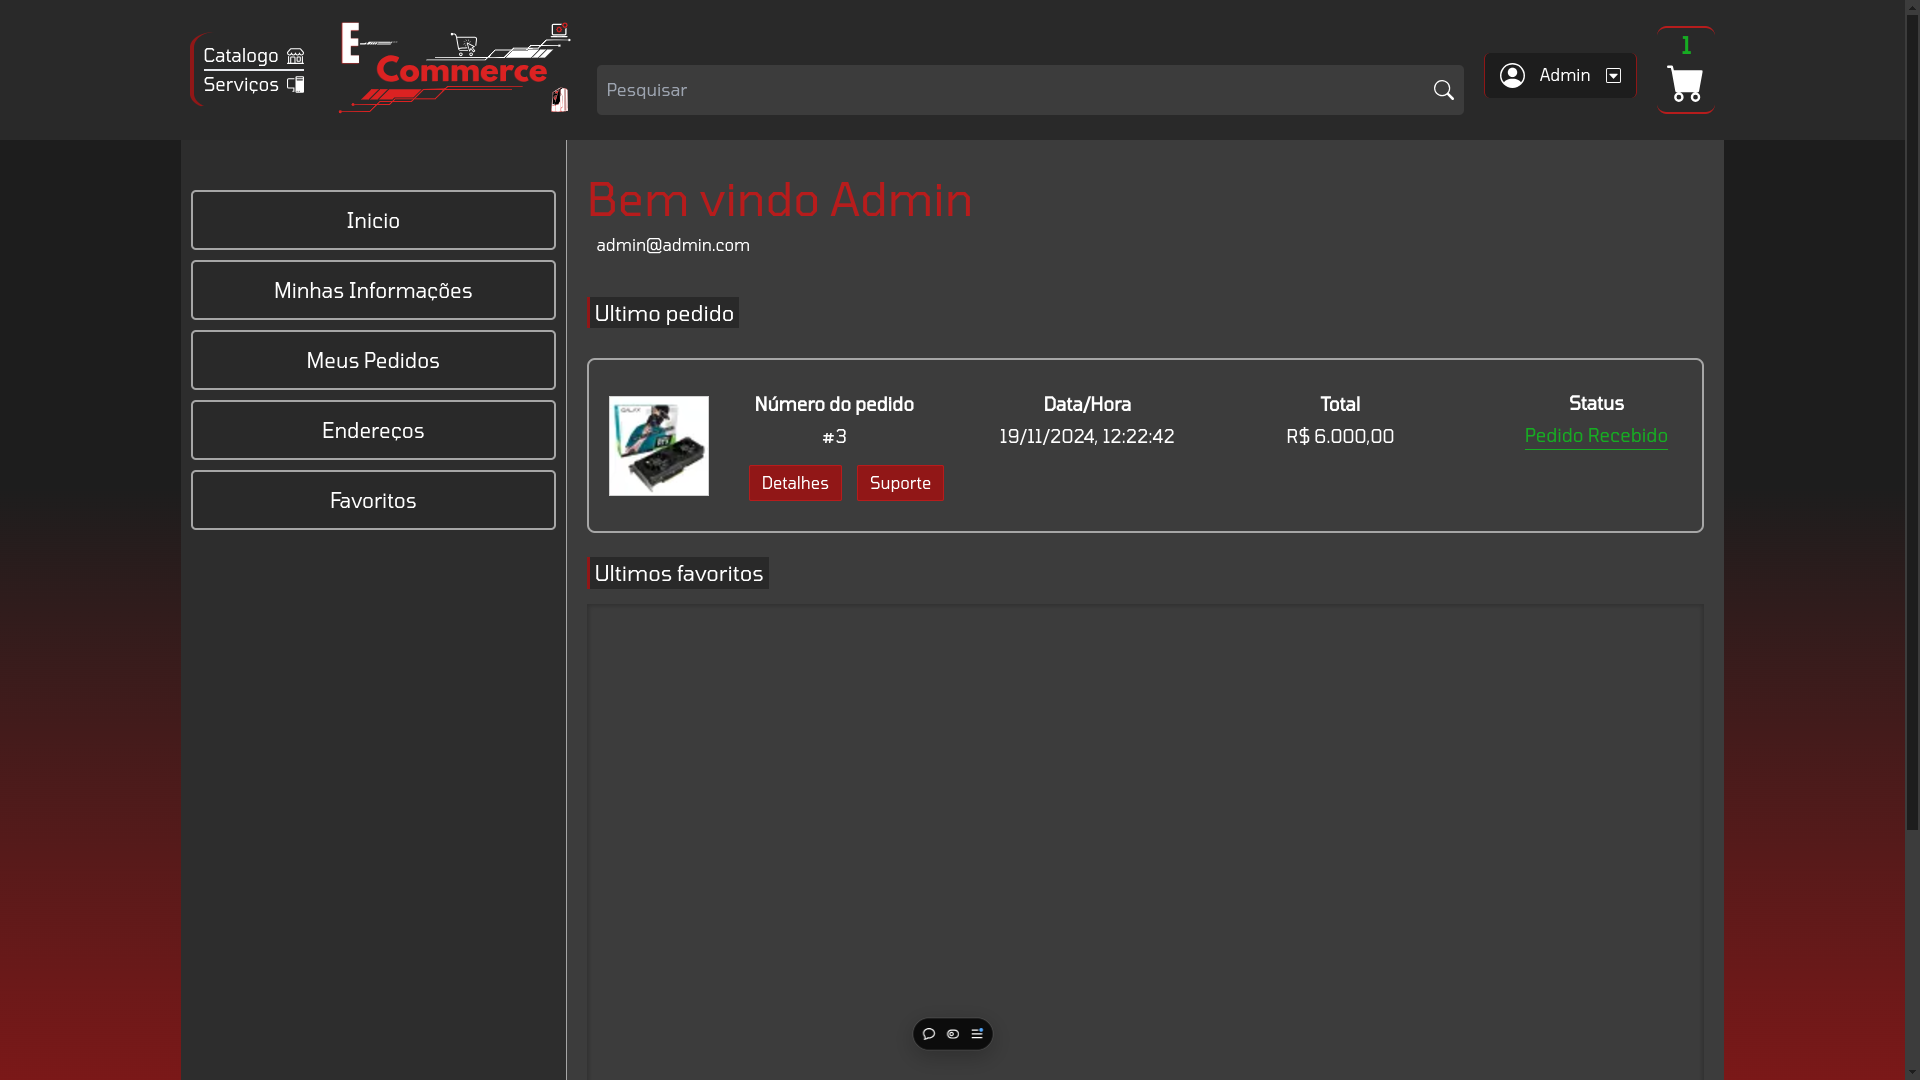 Catalogo
Serviços
E
Commerce
Pesquisar
Admin
1
Inicio
Minhas Informações
Meus Pedidos
Endereços
Favoritos
Bem vindo Admin
admin@admin.com
Ultimo pedido
Número do pedido
#3
Data/Hora
19/11/2024, 12:22:42
Total
R$ 6.000,00
Status
Pedido Recebido
Detalhes
Suporte
Ultimos favoritos